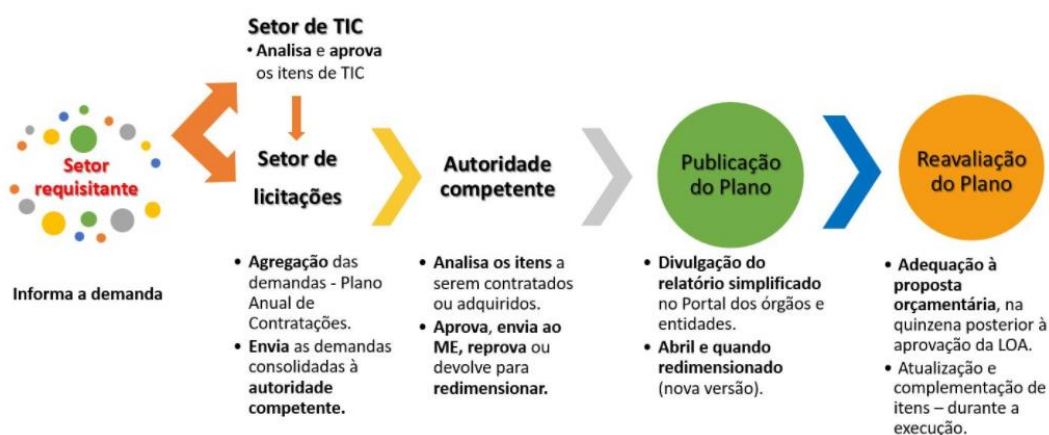 Setor
requisitante
Informa a demanda
Setor de TIC
• Analisa e aprova
os itens de TIC
Setor de
licitações
• Agregação das
demandas - Plano
Anual de
Contratações.
• Envia as demandas
consolidadas à
autoridade
competente.
Autoridade
competente
• Analisa os itens a
serem contratados
ou adquiridos.
• Aprova, envia ao
ME, reprova ou
devolve para
redimensionar.
Publicação
do Plano
• Divulgação do
relatório simplificado
no Portal dos órgãos e
entidades.
• Abril e quando
redimensionado
(nova versão).
Reavaliação
do Plano
• Adequação à
proposta
orçamentária, na
quinzena posterior à
aprovação da LOA.
• Atualização e
complementação de
itens – durante a
execução.